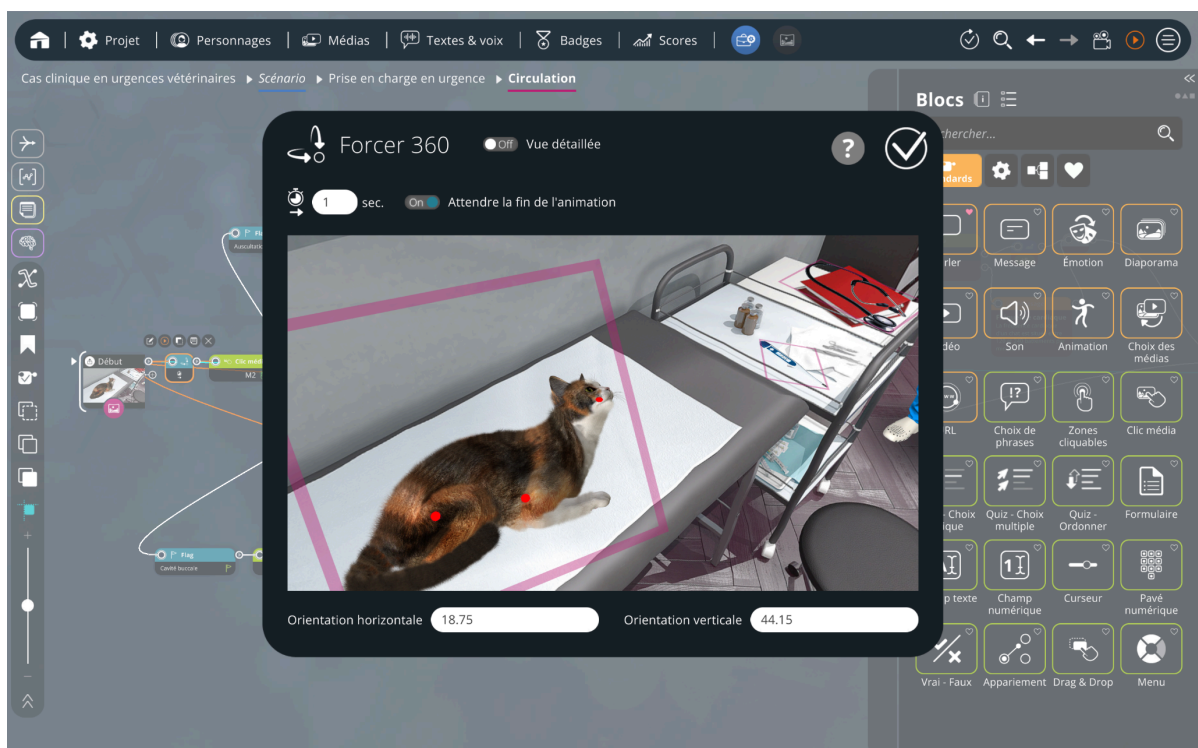 Projet
Personnages
Médias
Textes & voix
Badges
Scores
Cas clinique en urgences vétérinaires
Scénario
Prise en charge en urgence
Circulation
Blocs
Forcer 360
Off
Vue détaillée
?
1
sec.
On
Attendre la fin de l'animation
Début
Flag
Cavité buccale
Message
Émotion
Diaporama
Son
Animation
Choix des
médias
Choix de
phrases
Zones
cliquables
Clic média
Quiz - Choix
multiple
Quiz -
Ordonner
Formulaire
Champ
numérique
Curseur
Pavé
numérique
Vrai - Faux
Appariement
Drag & Drop
Menu
Orientation horizontale
18.75
Orientation verticale
44.15